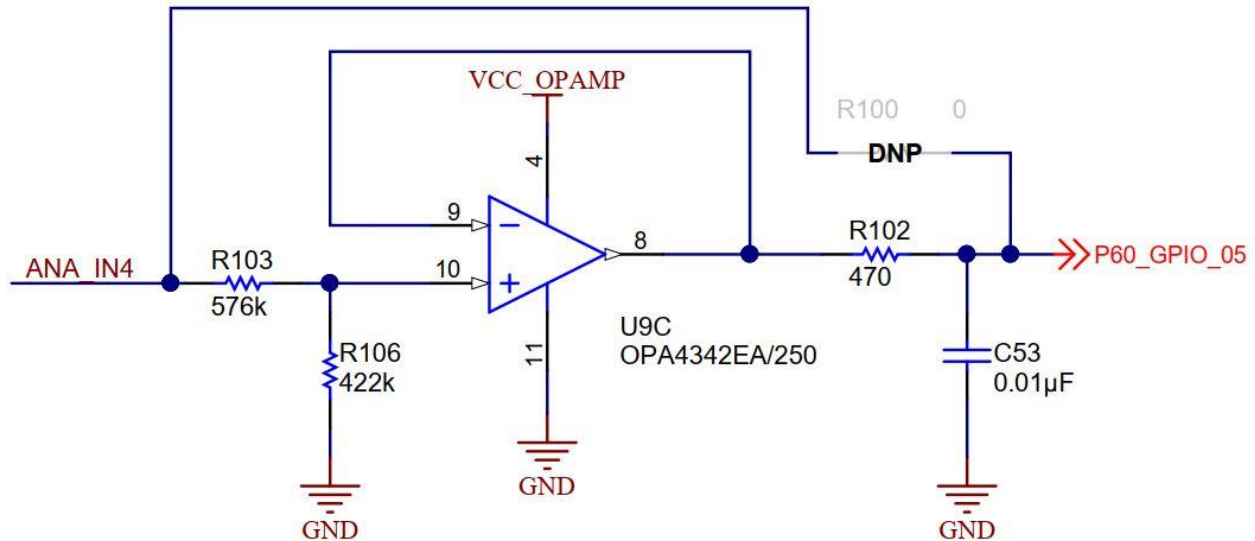 VCC_OPAMP
R100 0
DNP
4
9
8
R102
470
P60_GPIO_05
ANA_IN4
R103
576k
10
U9C
OPA4342EA/250
11
R106
422k
C53
0.01µF
GND
GND
GND